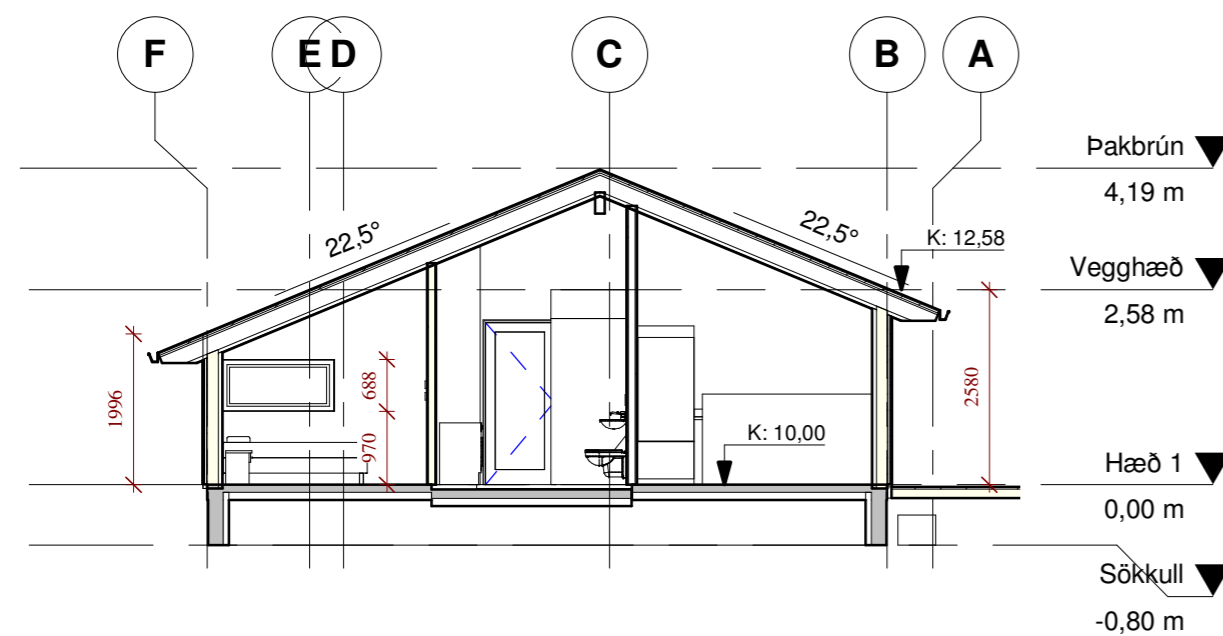 F E D C B A
Þakbrún
4,19 m
22,5°
22,5°
K: 12,58
Vegghæð
2,58 m
1996
688
970
2580
K: 10,00
Hæð 1
0,00 m
Sökkull
-0,80 m